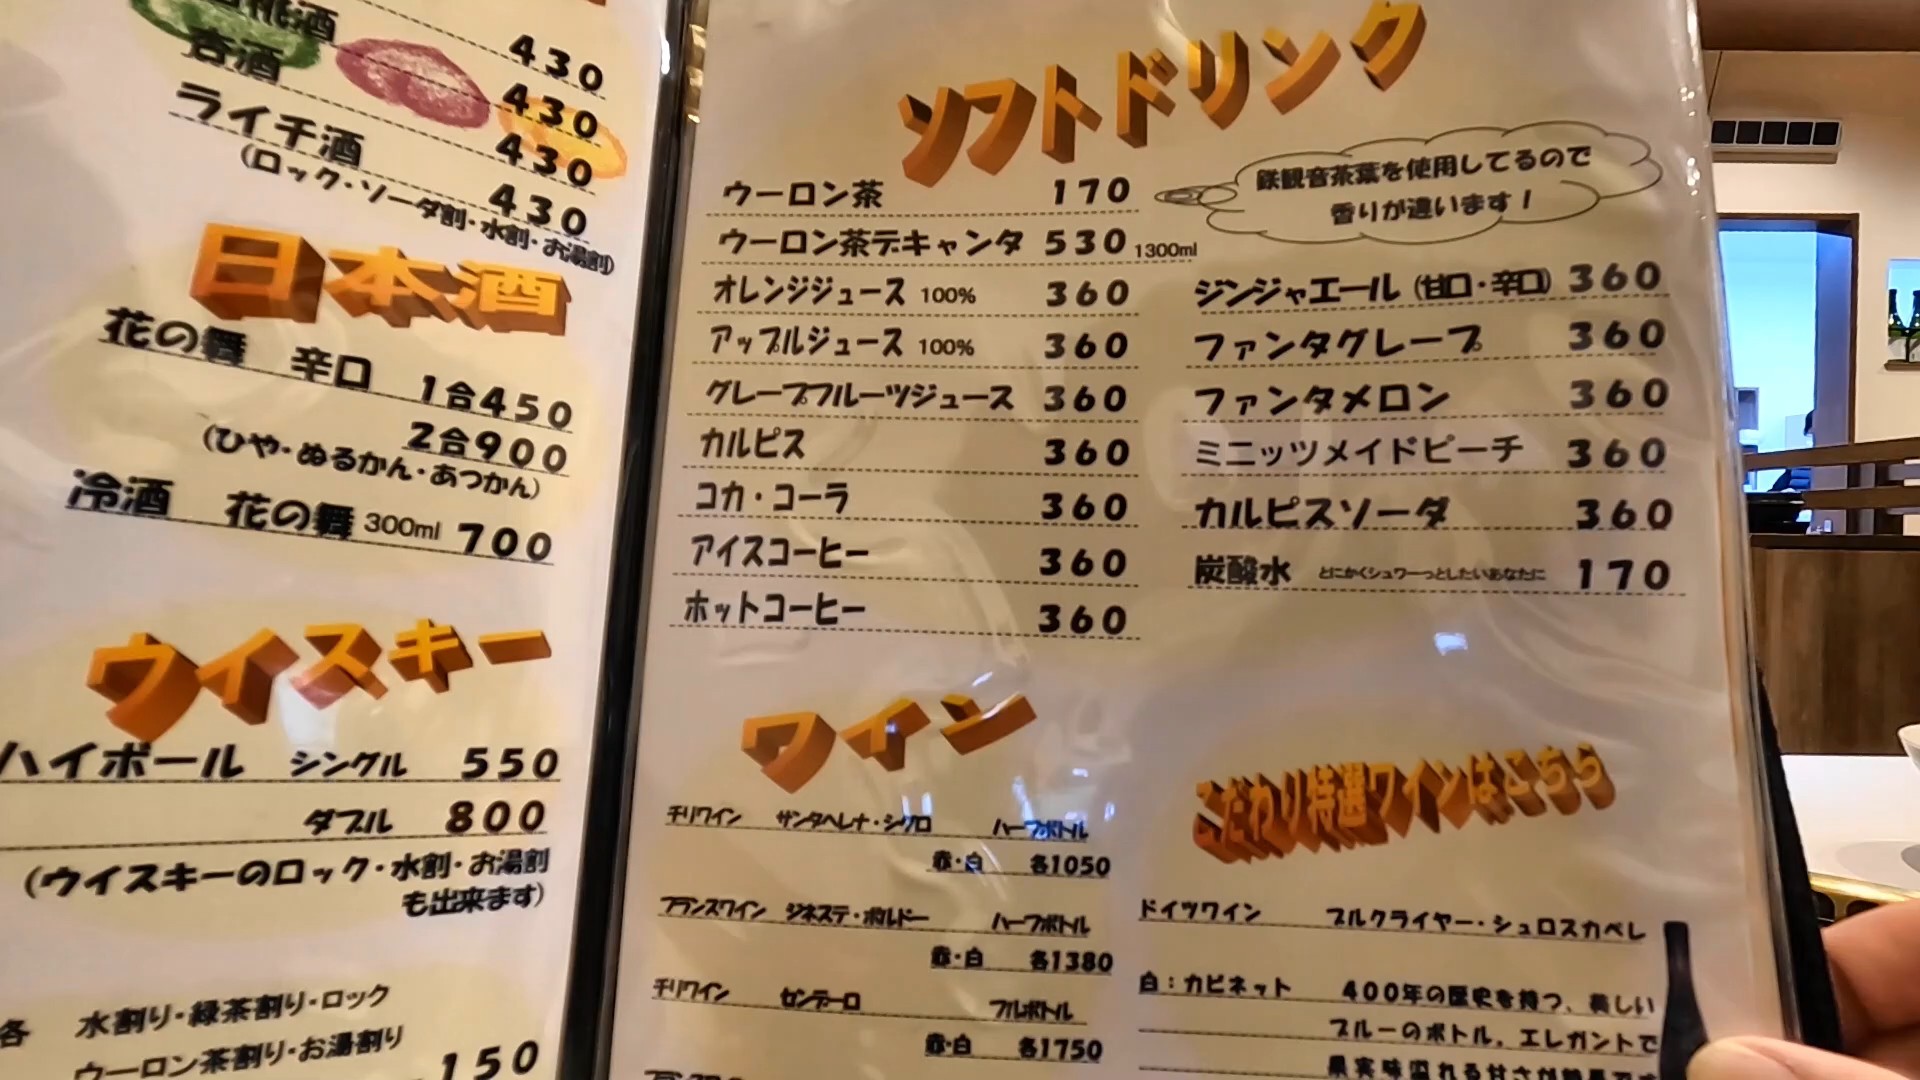 酒 430
杏酒 430
430
ライチ酒 430
(ロック・ソーダ割・水割・お湯割)
日本酒
花の舞 辛口 1合450
2合900
(ひや・ぬるかん・あつかん)
冷酒 花の舞 300ml 700
ウイスキー
ハイボール シングル 550
ダブル 800
(ウイスキーのロック・水割・お湯割
も出来ます)
各 水割り・緑茶割り・ロック
ウーロン茶割り・お湯割り
150
ソフトドリンク
鉄観音茶葉を使用してるので
香りが違います!
ウーロン茶 170
ウーロン茶デキャンタ 530 1300ml
オレンジジュース 100% 360
アップルジュース 100% 360
グレープフルーツジュース 360
カルピス 360
コカ・コーラ 360
アイスコーヒー 360
ホットコーヒー 360
ジンジャエール (甘口・辛口) 360
ファンタグレープ 360
ファンタメロン 360
ミニッツメイドピーチ 360
カルピスソーダ 360
炭酸水 とにかくシュワーっとしたいあなたに 170
ワイン
チリワイン サンタヘレナ・シグロ ハーフボトル
赤・白 各1050
フランスワイン ジネステ・ボルドー ハーフボトル
赤・白 各1380
チリワイン センデーロ フルボトル
赤・白 各1750
こだわり特選ワインはこちら
ドイツワイン ブルクライヤー・シュロスカペレ
白:カビネット 400年の歴史を持つ、美しい
ブルーのボトル。エレガントで
果実味溢れる甘さが特長です